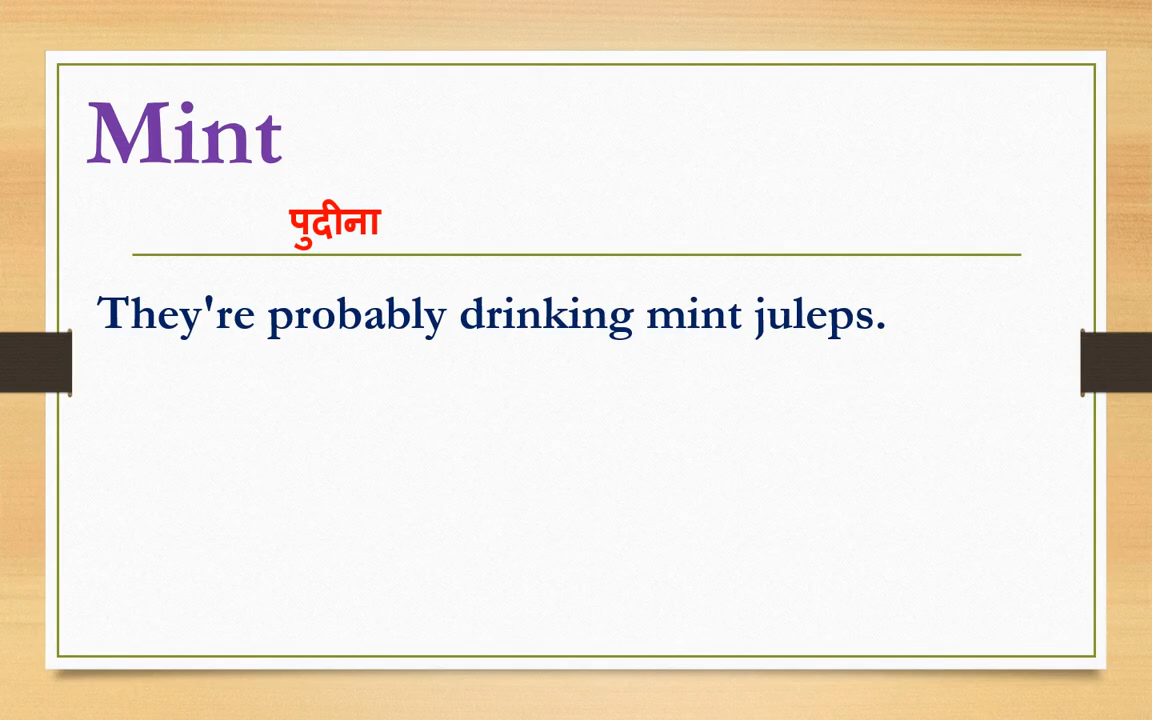 Mint
पुदीना
They're probably drinking mint juleps.